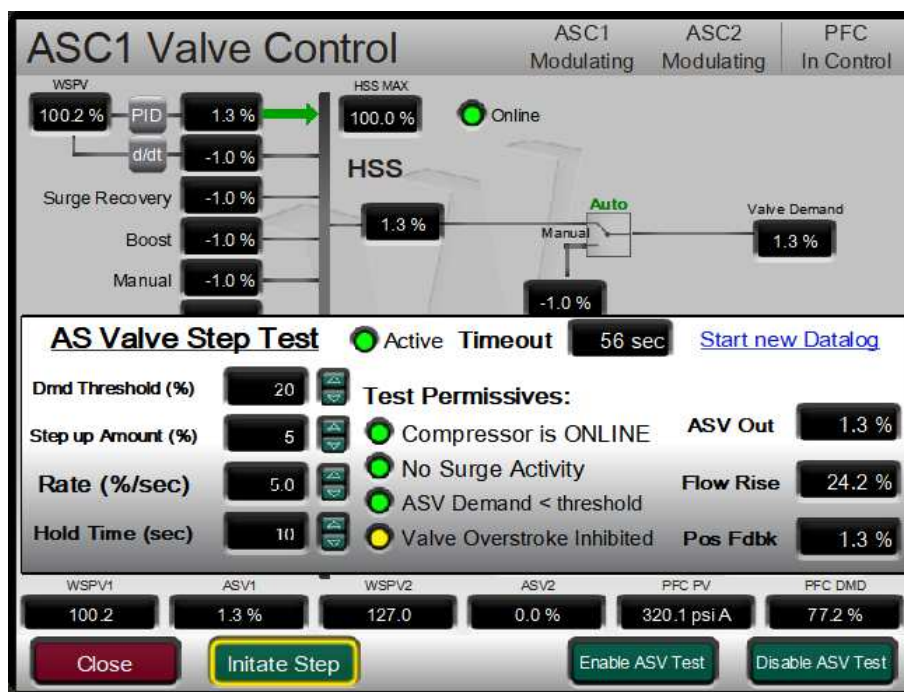 ASC1 Valve Control
ASC1 Modulating
ASC2 Modulating
PFC In Control
WSPV
100.2 %
PID
1.3 %
HSS MAX
100.0 %
Online
d/dt
-1.0 %
HSS
Surge Recovery
-1.0 %
1.3 %
Auto
Manual
Valve Demand
1.3 %
Boost
-1.0 %
Manual
-1.0 %
-1.0 %
AS Valve Step Test
Active
Timeout
56 sec
Start new Datalog
Dmd Threshold (%)
20
Step up Amount (%)
5
Rate (%/sec)
5.0
Hold Time (sec)
10
Test Permissives:
Compressor is ONLINE
No Surge Activity
ASV Demand < threshold
Valve Overstroke Inhibited
ASV Out
1.3 %
Flow Rise
24.2 %
Pos Fdbk
1.3 %
WSPV1
100.2
ASV1
1.3 %
WSPV2
127.0
ASV2
0.0 %
PFC PV
320.1 psiA
PFC DMD
77.2 %
Close
Initate Step
Enable ASV Test
Disable ASV Test